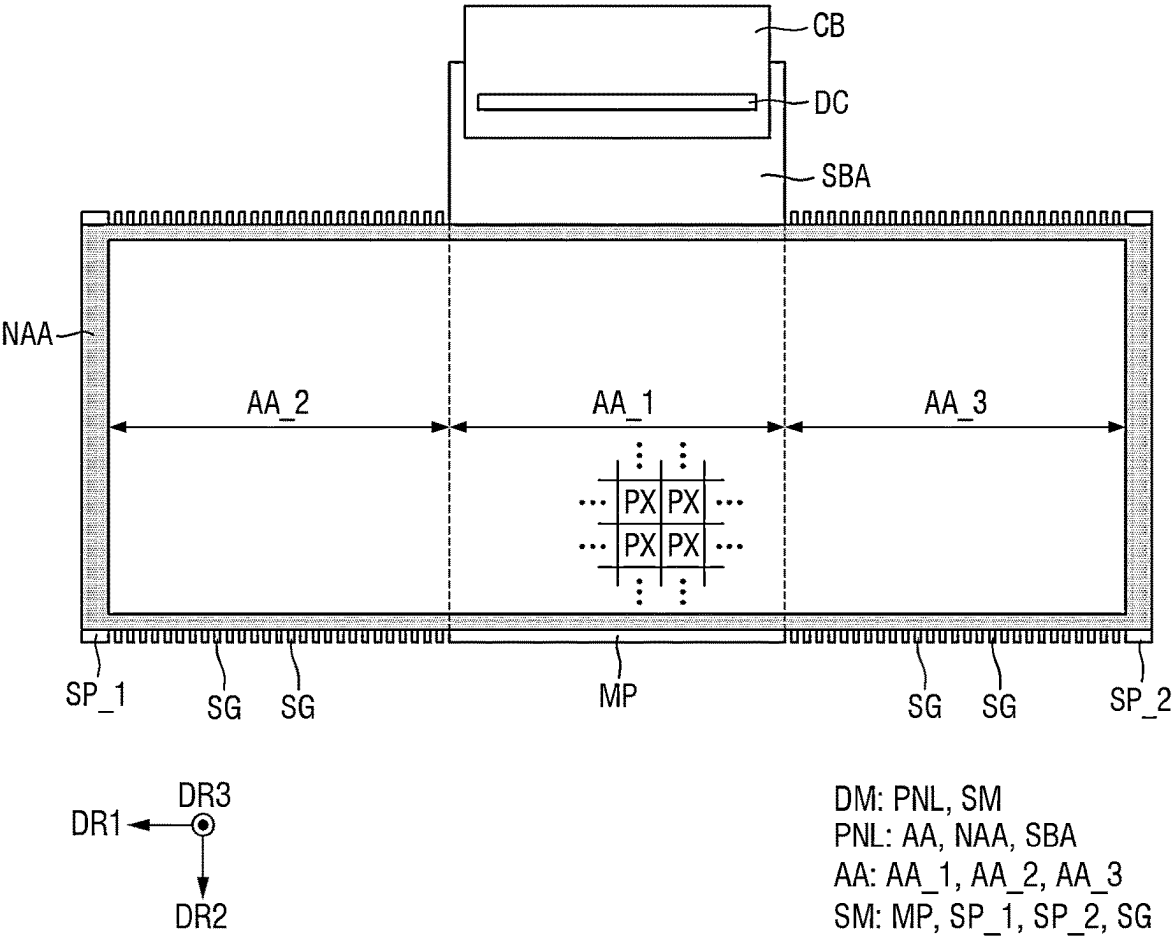 CB
DC
SBA
NAA
AA_2
AA_1
AA_3
PX PX
PX PX
SP_1
SG
SG
MP
SG
SG
SP_2
DR3
DR1
DR2
DM: PNL, SM
PNL: AA, NAA, SBA
AA: AA_1, AA_2, AA_3
SM: MP, SP_1, SP_2, SG